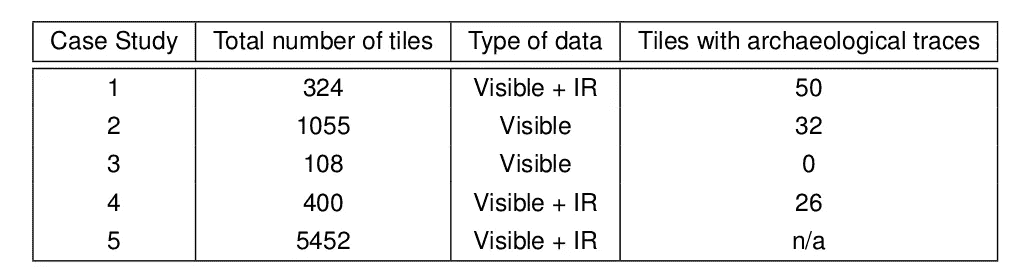 Case Study Total number of tiles Type of data Tiles with archaeological traces
1 324 Visible + IR 50
2 1055 Visible 32
3 108 Visible 0
4 400 Visible + IR 26
5 5452 Visible + IR n/a